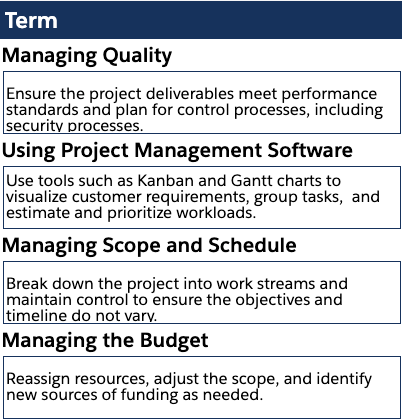 Term
Managing Quality
Ensure the project deliverables meet performance
standards and plan for control processes, including
security processes.
Using Project Management Software
Use tools such as Kanban and Gantt charts to
visualize customer requirements, group tasks,  and
estimate and prioritize workloads.
Managing Scope and Schedule
Break down the project into work streams and
maintain control to ensure the objectives and
timeline do not vary.
Managing the Budget
Reassign resources, adjust the scope, and identify
new sources of funding as needed.